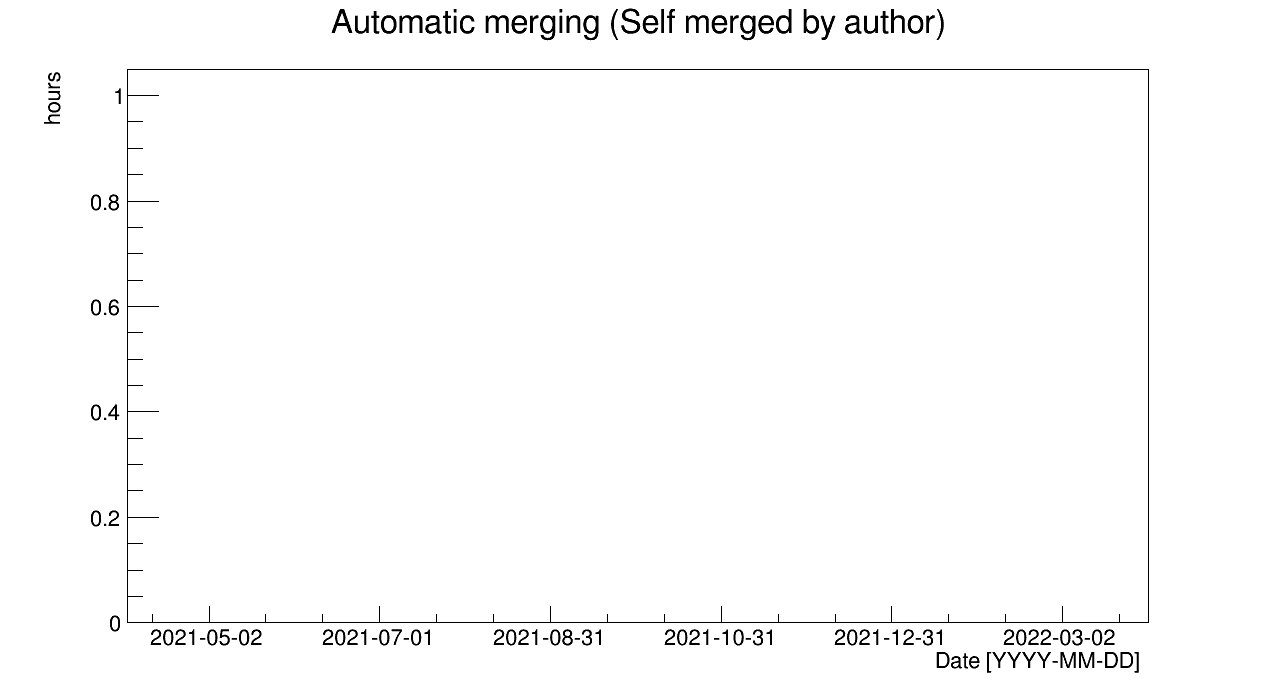 Automatic merging (Self merged by author)
hours
1
0.8
0.6
0.4
0.2
0
2021-05-02 2021-07-01 2021-08-31 2021-10-31 2021-12-31 2022-03-02
Date [YYYY-MM-DD]